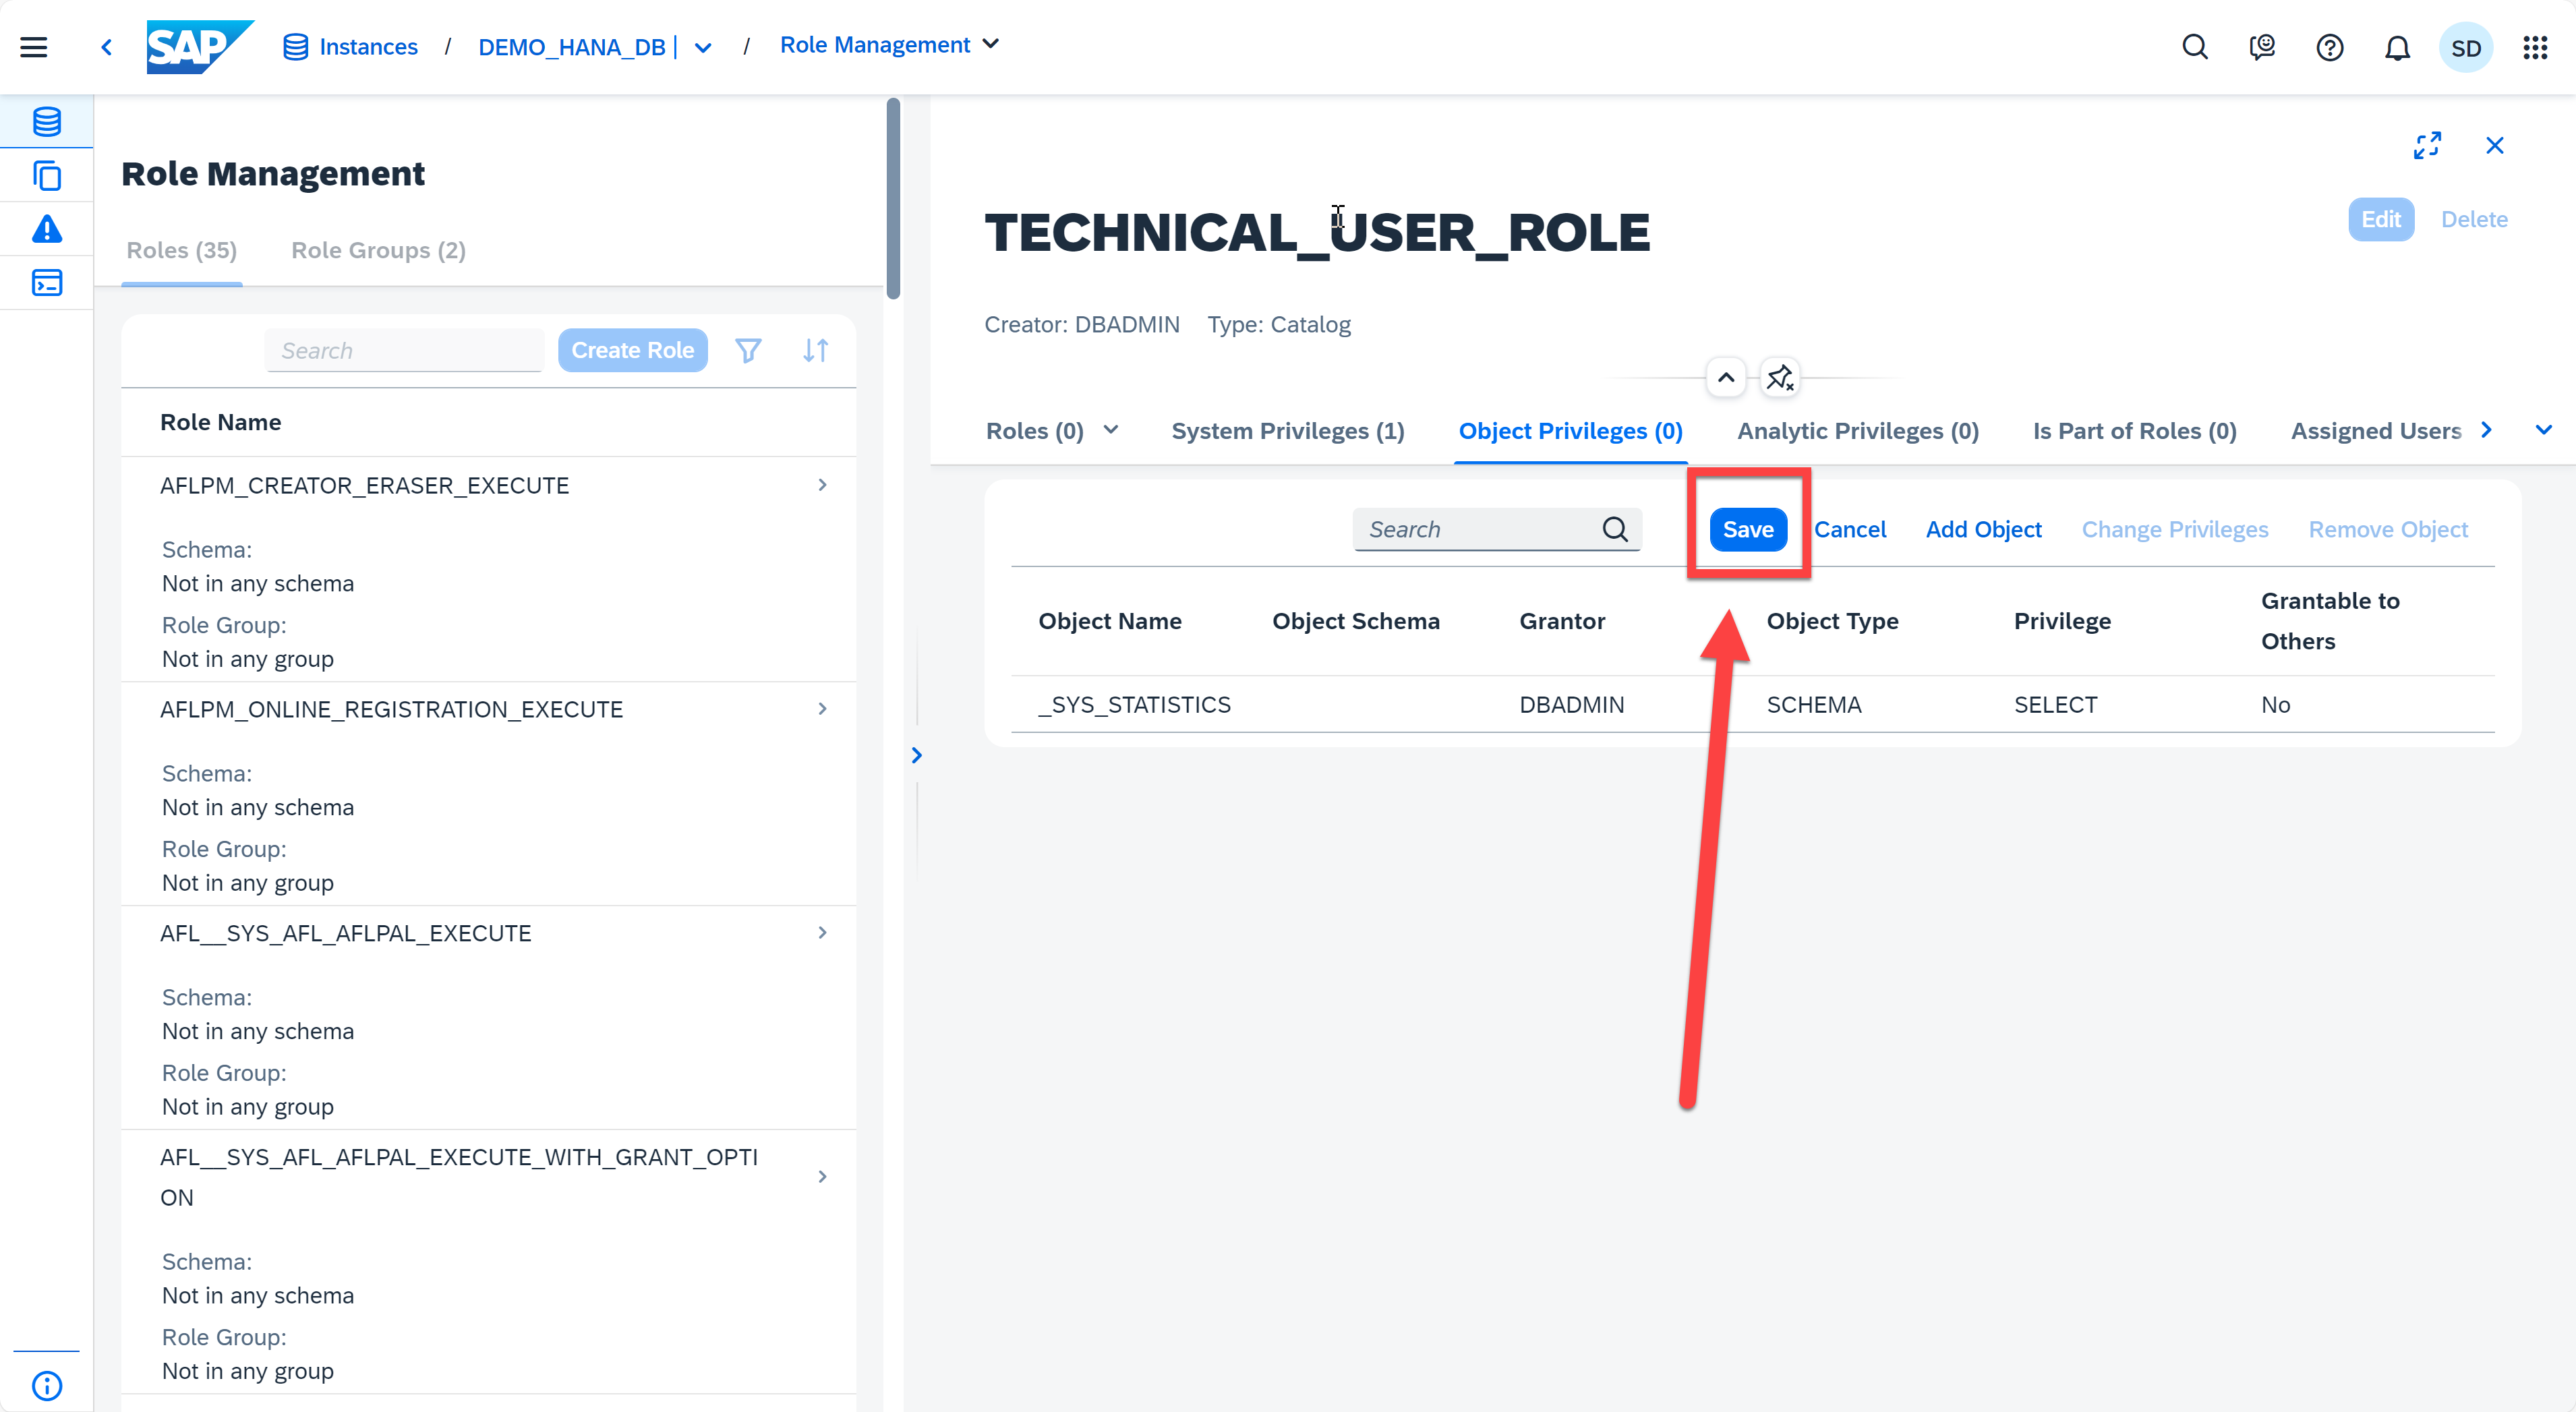 SAP
Instances / DEMO_HANA_DB | / Role Management
SD
Role Management
Roles (35) Role Groups (2)
Search Create Role
Role Name
AFLPM_CREATOR_ERASER_EXECUTE
Schema:
Not in any schema
Role Group:
Not in any group
AFLPM_ONLINE_REGISTRATION_EXECUTE
Schema:
Not in any schema
Role Group:
Not in any group
AFL__SYS_AFL_AFLPAL_EXECUTE
Schema:
Not in any schema
Role Group:
Not in any group
AFL__SYS_AFL_AFLPAL_EXECUTE_WITH_GRANT_OPTI
ON
Schema:
Not in any schema
Role Group:
Not in any group
TECHNICAL_USER_ROLE
Edit Delete
Creator: DBADMIN Type: Catalog
Roles (0) System Privileges (1) Object Privileges (0) Analytic Privileges (0) Is Part of Roles (0) Assigned Users
Search Save Cancel Add Object Change Privileges Remove Object
Object Name Object Schema Grantor Object Type Privilege Grantable to
Others
_SYS_STATISTICS DBADMIN SCHEMA SELECT No